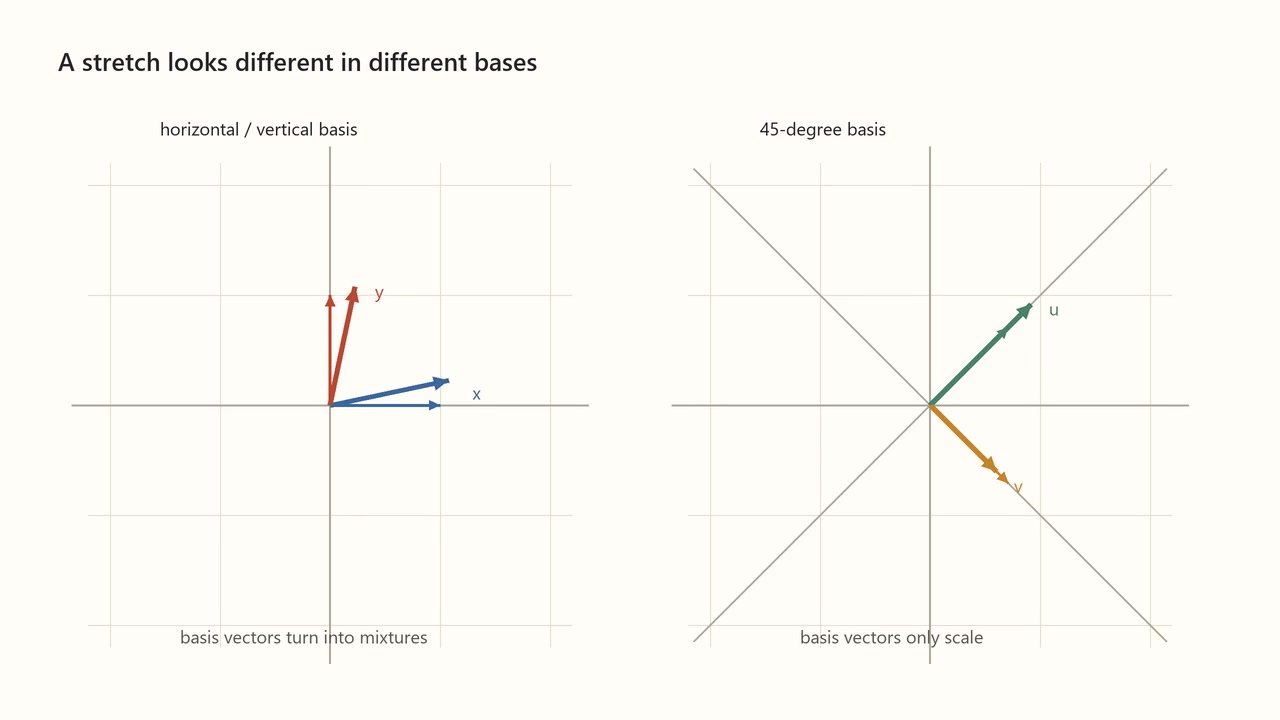 A stretch looks different in different bases
horizontal / vertical basis
45-degree basis
y
x
u
v
basis vectors turn into mixtures
basis vectors only scale